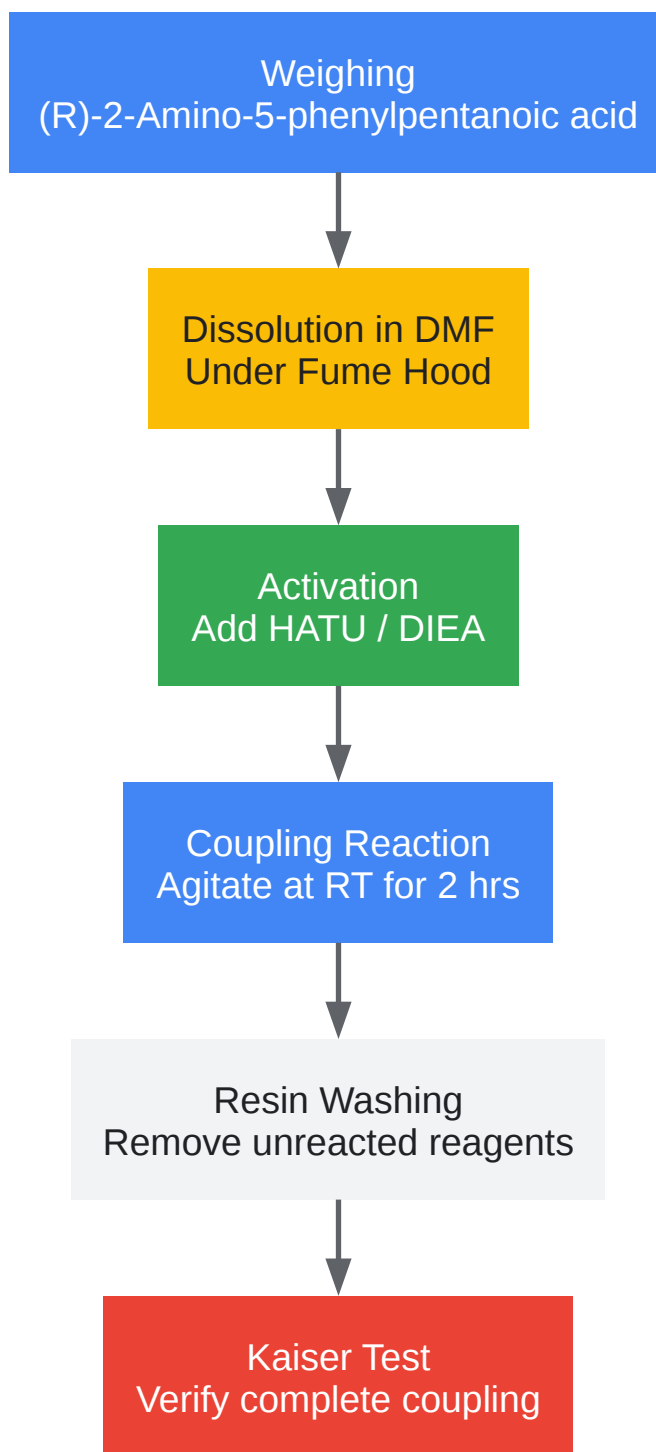 Weighing
(R)-2-Amino-5-phenylpentanoic acid
Dissolution in DMF
Under Fume Hood
Activation
Add HATU / DIEA
Coupling Reaction
Agitate at RT for 2 hrs
Resin Washing
Remove unreacted reagents
Kaiser Test
Verify complete coupling